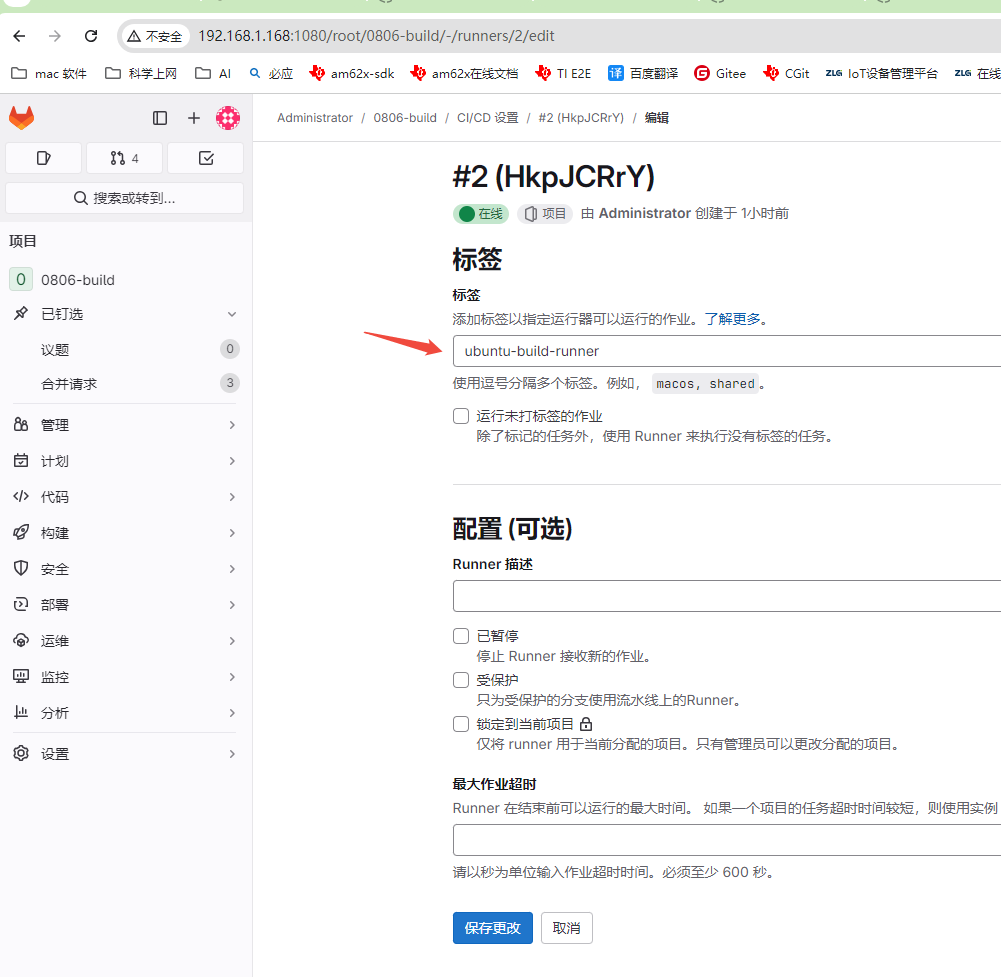 不安全 192.168.1.168:1080/root/0806-build/-/runners/2/edit
mac 软件 科学上网 AI 必应 am62x-sdk am62x在线文档 TI E2E 译 百度翻译 G Gitee CGit ZLG IoT设备管理平台 ZLG 在线
Administrator / 0806-build / CI/CD 设置 / #2 (HkpJCRrY) / 编辑
4
搜索或转到...
项目
0 0806-build
已钉选
议题 0
合并请求 3
管理
计划
代码
构建
安全
部署
运维
监控
分析
设置
#2 (HkpJCRrY)
在线 项目 由 Administrator 创建于 1小时前
标签
标签
添加标签以指定运行器可以运行的作业。了解更多。
ubuntu-build-runner
使用逗号分隔多个标签。例如， macos, shared 。
运行未打标签的作业
除了标记的任务外，使用 Runner 来执行没有标签的任务。
配置 (可选)
Runner 描述
已暂停
停止 Runner 接收新的作业。
受保护
只为受保护的分支使用流水线上的Runner。
锁定到当前项目
仅将 runner 用于当前分配的项目。只有管理员可以更改分配的项目。
最大作业超时
Runner 在结束前可以运行的最大时间。 如果一个项目的任务超时时间较短，则使用实例
请以秒为单位输入作业超时时间。必须至少 600 秒。
保存更改 取消